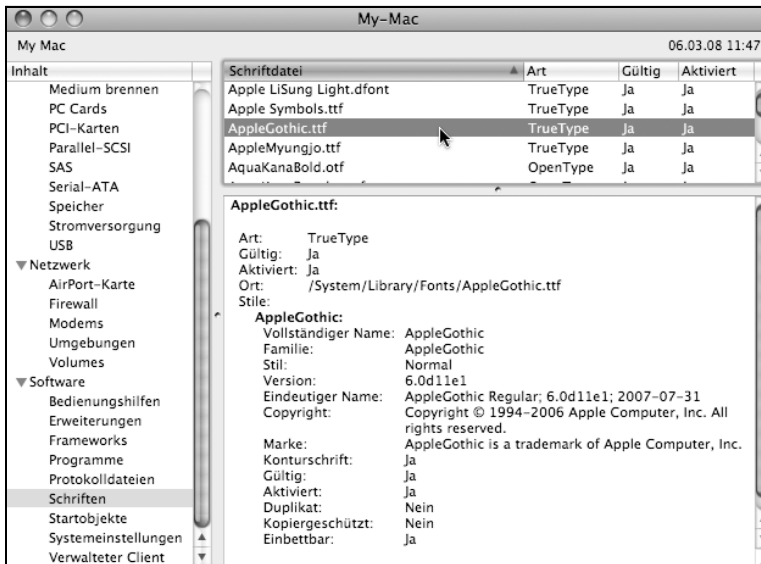 My-Mac
My Mac
06.03.08 11:47
Inhalt
Medium brennen
PC Cards
PCI-Karten
Parallel-SCSI
SAS
Serial-ATA
Speicher
Stromversorgung
USB
Netzwerk
AirPort-Karte
Firewall
Modems
Umgebungen
Volumes
Software
Bedienungshilfen
Erweiterungen
Frameworks
Programme
Protokolldateien
Schriften
Startobjekte
Systemeinstellungen
Verwalteter Client
Schriftdatei Art Gültig Aktiviert
Apple LiSung Light.dfont TrueType Ja Ja
Apple Symbols.ttf TrueType Ja Ja
AppleGothic.ttf TrueType Ja Ja
AppleMyungjo.ttf TrueType Ja Ja
AquaKanaBold.otf OpenType Ja Ja
AppleGothic.ttf:
Art: TrueType
Gültig: Ja
Aktiviert: Ja
Ort: /System/Library/Fonts/AppleGothic.ttf
Stile:
AppleGothic:
Vollständiger Name: AppleGothic
Familie: AppleGothic
Stil: Normal
Version: 6.0d11e1
Eindeutiger Name: AppleGothic Regular; 6.0d11e1; 2007-07-31
Copyright: Copyright © 1994-2006 Apple Computer, Inc. All
rights reserved.
Marke: AppleGothic is a trademark of Apple Computer, Inc.
Konturschrift: Ja
Gültig: Ja
Aktiviert: Ja
Duplikat: Nein
Kopiergeschützt: Nein
Einbettbar: Ja